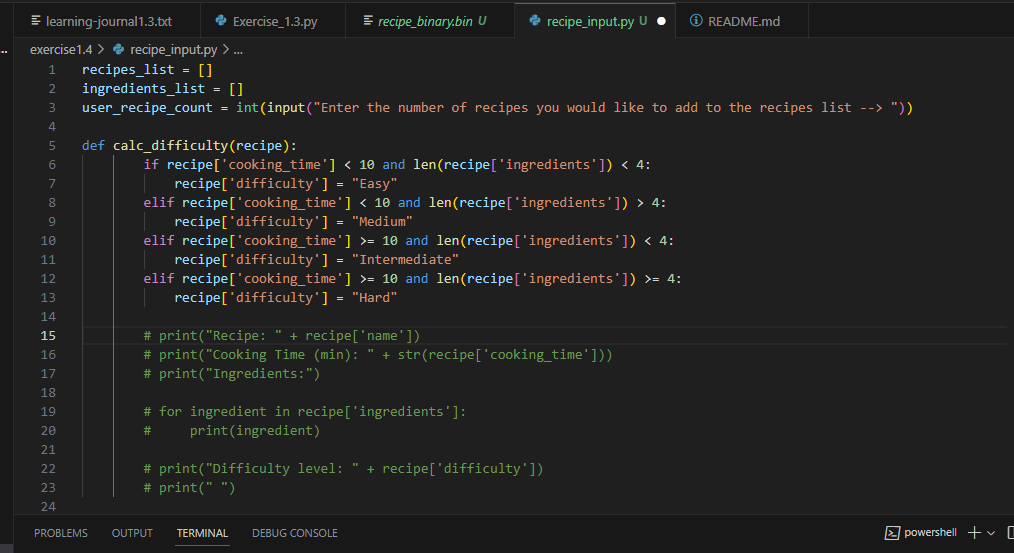 learning-journal1.3.txt Exercise_1.3.py recipe_binary.bin U recipe_input.py U README.md
... exercise1.4 > recipe_input.py > ...
1 recipes_list = []
2 ingredients_list = []
3 user_recipe_count = int(input("Enter the number of recipes you would like to add to the recipes list --> "))
4
5 def calc_difficulty(recipe):
6 if recipe['cooking_time'] < 10 and len(recipe['ingredients']) < 4:
7 recipe['difficulty'] = "Easy"
8 elif recipe['cooking_time'] < 10 and len(recipe['ingredients']) > 4:
9 recipe['difficulty'] = "Medium"
10 elif recipe['cooking_time'] >= 10 and len(recipe['ingredients']) < 4:
11 recipe['difficulty'] = "Intermediate"
12 elif recipe['cooking_time'] >= 10 and len(recipe['ingredients']) >= 4:
13 recipe['difficulty'] = "Hard"
14
15 # print("Recipe: " + recipe['name'])
16 # print("Cooking Time (min): " + str(recipe['cooking_time']))
17 # print("Ingredients:")
18
19 # for ingredient in recipe['ingredients']:
20 #     print(ingredient)
21
22 # print("Difficulty level: " + recipe['difficulty'])
23 # print(" ")
24
PROBLEMS OUTPUT TERMINAL DEBUG CONSOLE powershell